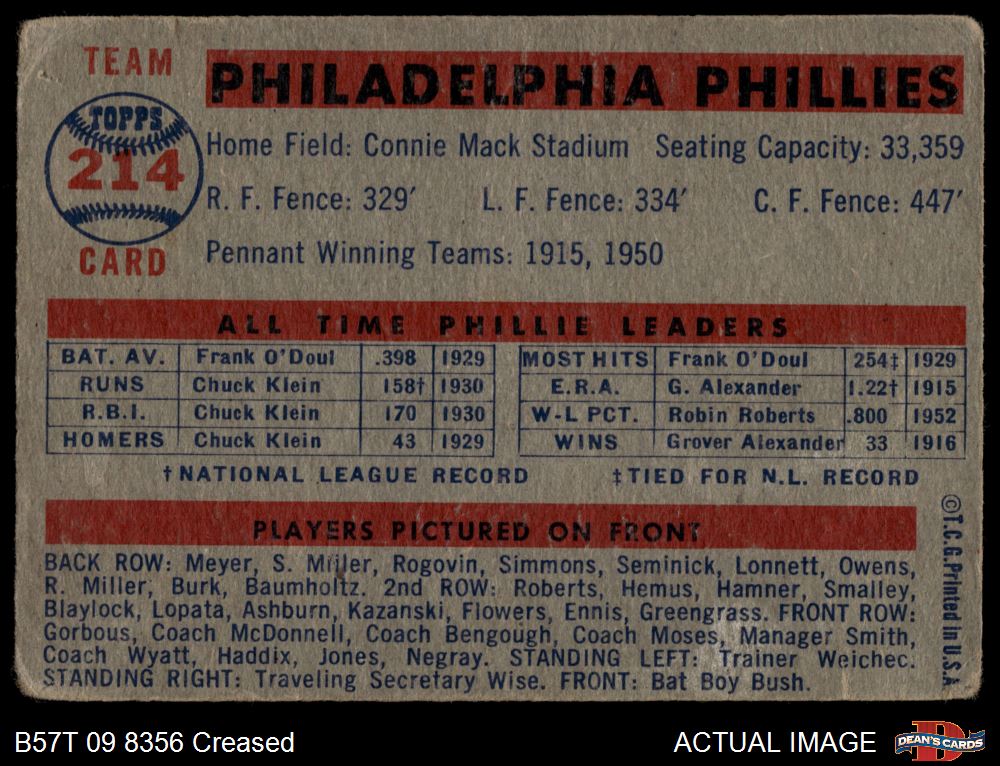 TEAM
PHILADELPHIA PHILLIES
TOPPS
214
CARD
Home Field: Connie Mack Stadium Seating Capacity: 33,359
R. F. Fence: 329′ L. F. Fence: 334′ C. F. Fence: 447′
Pennant Winning Teams: 1915, 1950
ALL TIME PHILLIE LEADERS
BAT. AV. Frank O'Doul .398 1929 MOST HITS Frank O'Doul 254‡ 1929
RUNS Chuck Klein 158† 1930 E.R.A. G. Alexander 1.22† 1915
R.B.I. Chuck Klein 170 1930 W-L PCT. Robin Roberts .800 1952
HOMERS Chuck Klein 43 1929 WINS Grover Alexander 33 1916
†NATIONAL LEAGUE RECORD ‡TIED FOR N.L. RECORD
PLAYERS PICTURED ON FRONT
BACK ROW: Meyer, S. Miller, Rogovin, Simmons, Seminick, Lonnett, Owens,
R. Miller, Burk, Baumholtz. 2nd ROW: Roberts, Hemus, Hamner, Smalley,
Blaylock, Lopata, Ashburn, Kazanski, Flowers, Ennis, Greengrass. FRONT ROW:
Gorbous, Coach McDonnell, Coach Bengough, Coach Moses, Manager Smith,
Coach Wyatt, Haddix, Jones, Negray. STANDING LEFT: Trainer Weichec.
STANDING RIGHT: Traveling Secretary Wise. FRONT: Bat Boy Bush.
©T.C.G. Printed in U.S.A
B57T 09 8356 Creased ACTUAL IMAGE DEAN'S CARDS